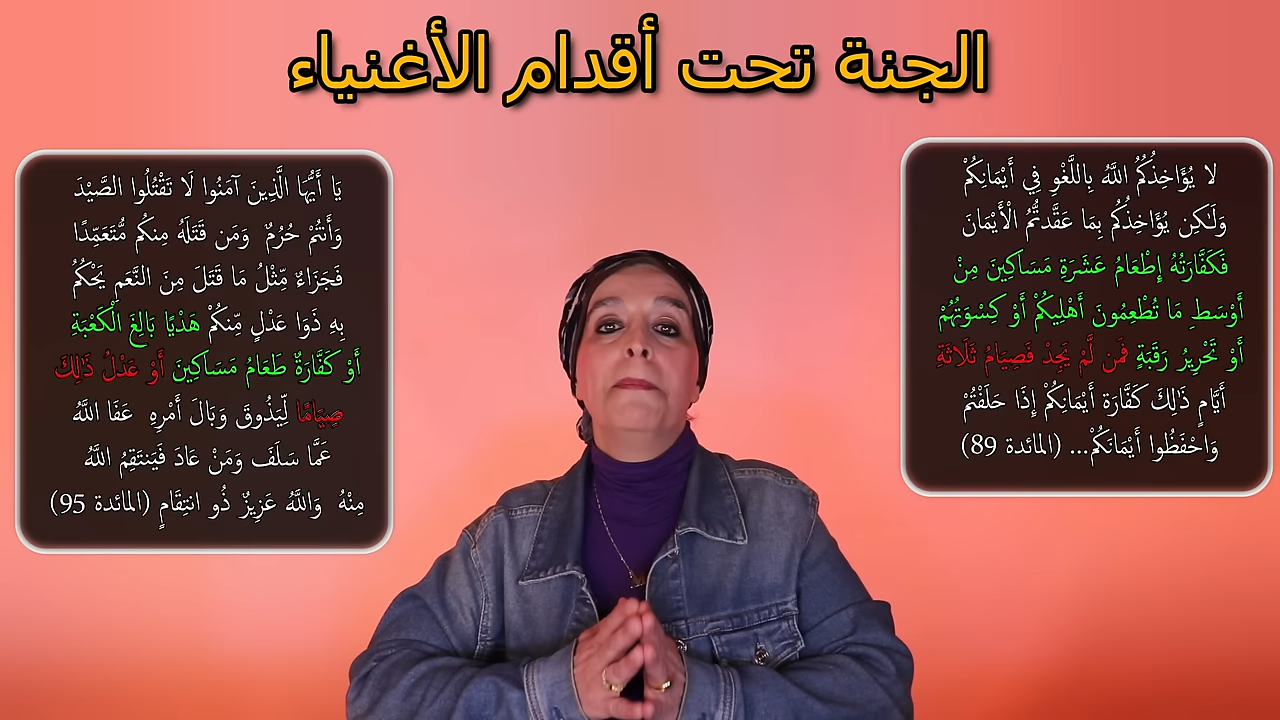 الجنة تحت أقدام الأغنياء
لا يُؤَاخِذُكُمُ اللَّهُ بِاللَّغْوِ فِي أَيْمَانِكُمْ
وَلَٰكِن يُؤَاخِذُكُم بِمَا عَقَّدتُّمُ الْأَيْمَانَ
فَكَفَّارَتُهُ إِطْعَامُ عَشَرَةِ مَسَاكِينَ مِنْ
أَوْسَطِ مَا تُطْعِمُونَ أَهْلِيكُمْ أَوْ كِسْوَتُهُمْ
أَوْ تَحْرِيرُ رَقَبَةٍ فَمَن لَّمْ يَجِدْ فَصِيَامُ ثَلَاثَةِ
أَيَّامٍ ذَٰلِكَ كَفَّارَةُ أَيْمَانِكُمْ إِذَا حَلَفْتُمْ
وَاحْفَظُوا أَيْمَانَكُمْ... (المائدة 89)
يَا أَيُّهَا الَّذِينَ آمَنُوا لَا تَقْتُلُوا الصَّيْدَ
وَأَنتُمْ حُرُمٌ وَمَن قَتَلَهُ مِنكُم مُّتَعَمِّدًا
فَجَزَاءٌ مِّثْلُ مَا قَتَلَ مِنَ النَّعَمِ يَحْكُمُ
بِهِ ذَوَا عَدْلٍ مِّنكُمْ هَدْيًا بَالِغَ الْكَعْبَةِ
أَوْ كَفَّارَةٌ طَعَامُ مَسَاكِينَ أَوْ عَدْلُ ذَٰلِكَ
صِيَامًا لِّيَذُوقَ وَبَالَ أَمْرِهِ عَفَا اللَّهُ
عَمَّا سَلَفَ وَمَنْ عَادَ فَيَنتَقِمُ اللَّهُ
مِنْهُ وَاللَّهُ عَزِيزٌ ذُو انتِقَامٍ (المائدة 95)